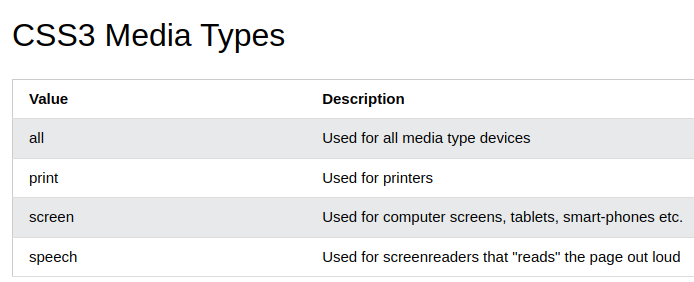 CSS3 Media Types
Value Description
all Used for all media type devices
print Used for printers
screen Used for computer screens, tablets, smart-phones etc.
speech Used for screenreaders that "reads" the page out loud